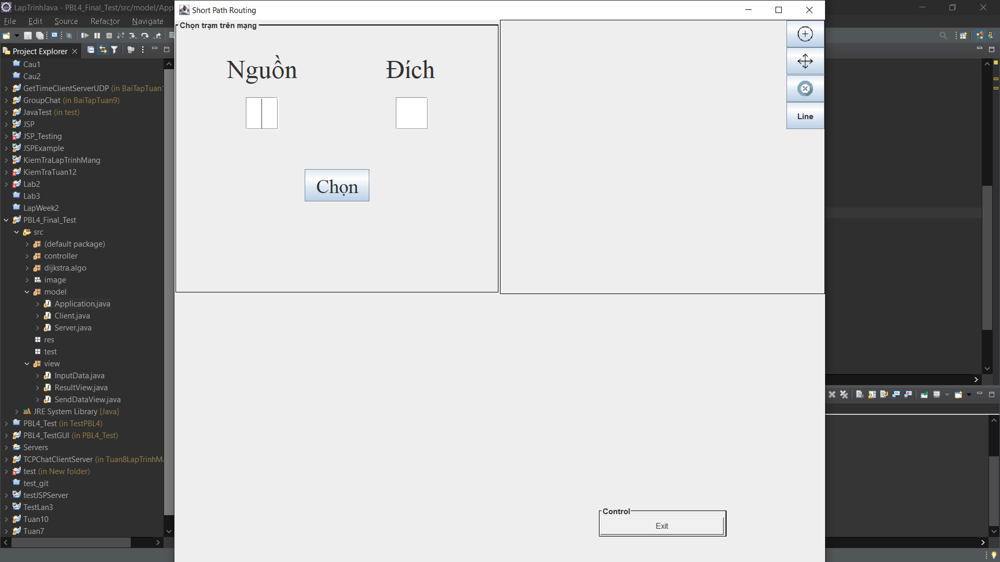 LapTrinhJava - PBL4_Final_Test/src/model/App
File Edit Source Refactor Navigate
Project Explorer
Cau1
Cau2
GetTimeClientServerUDP (in BaiTapTuan
GroupChat (in BaiTapTuan9)
JavaTest (in test)
JSP
JSP_Testing
JSPExample
KiemTraLapTrinhMang
KiemTraTuan12
Lab2
Lab3
LapWeek2
PBL4_Final_Test
src
(default package)
controller
dijkstra.algo
image
model
Application.java
Client.java
Server.java
res
test
view
InputData.java
ResultView.java
SendDataView.java
JRE System Library [Java]
PBL4_Test (in TestPBL4)
PBL4_TestGUI (in PBL4_Test)
Servers
TCPChatClientServer (in Tuan8LapTrinhM
test (in New folder)
test_git
testJSPServer
TestLan3
Tuan10
Tuan7
Short Path Routing
Chọn trạm trên mạng
Nguồn Đích
Chọn
Line
Control
Exit